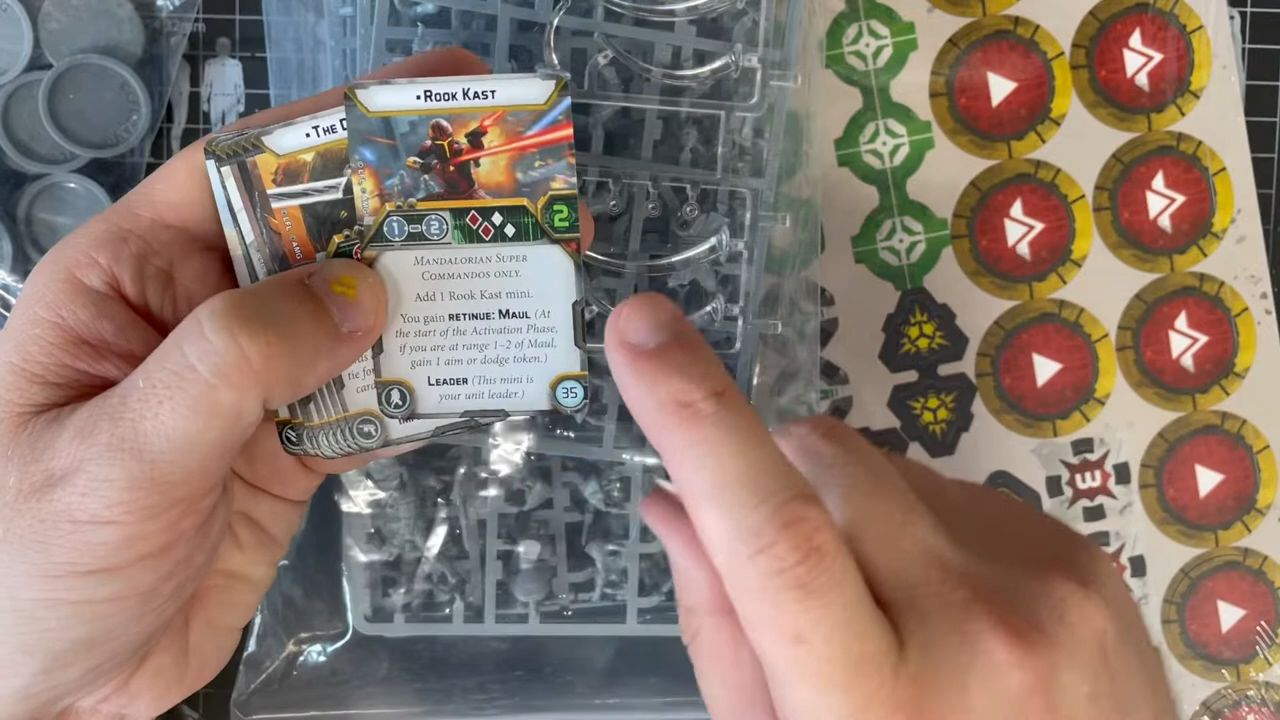 •ROOK KAST
•THE
1-2
2
MANDALORIAN SUPER
COMMANDOS ONLY.
Add 1 Rook Kast mini.
You gain RETINUE: MAUL (At
the start of the Activation Phase,
if you are at range 1–2 of Maul,
gain 1 aim or dodge token.)
LEADER (This mini is
your unit leader.)
35
tie for